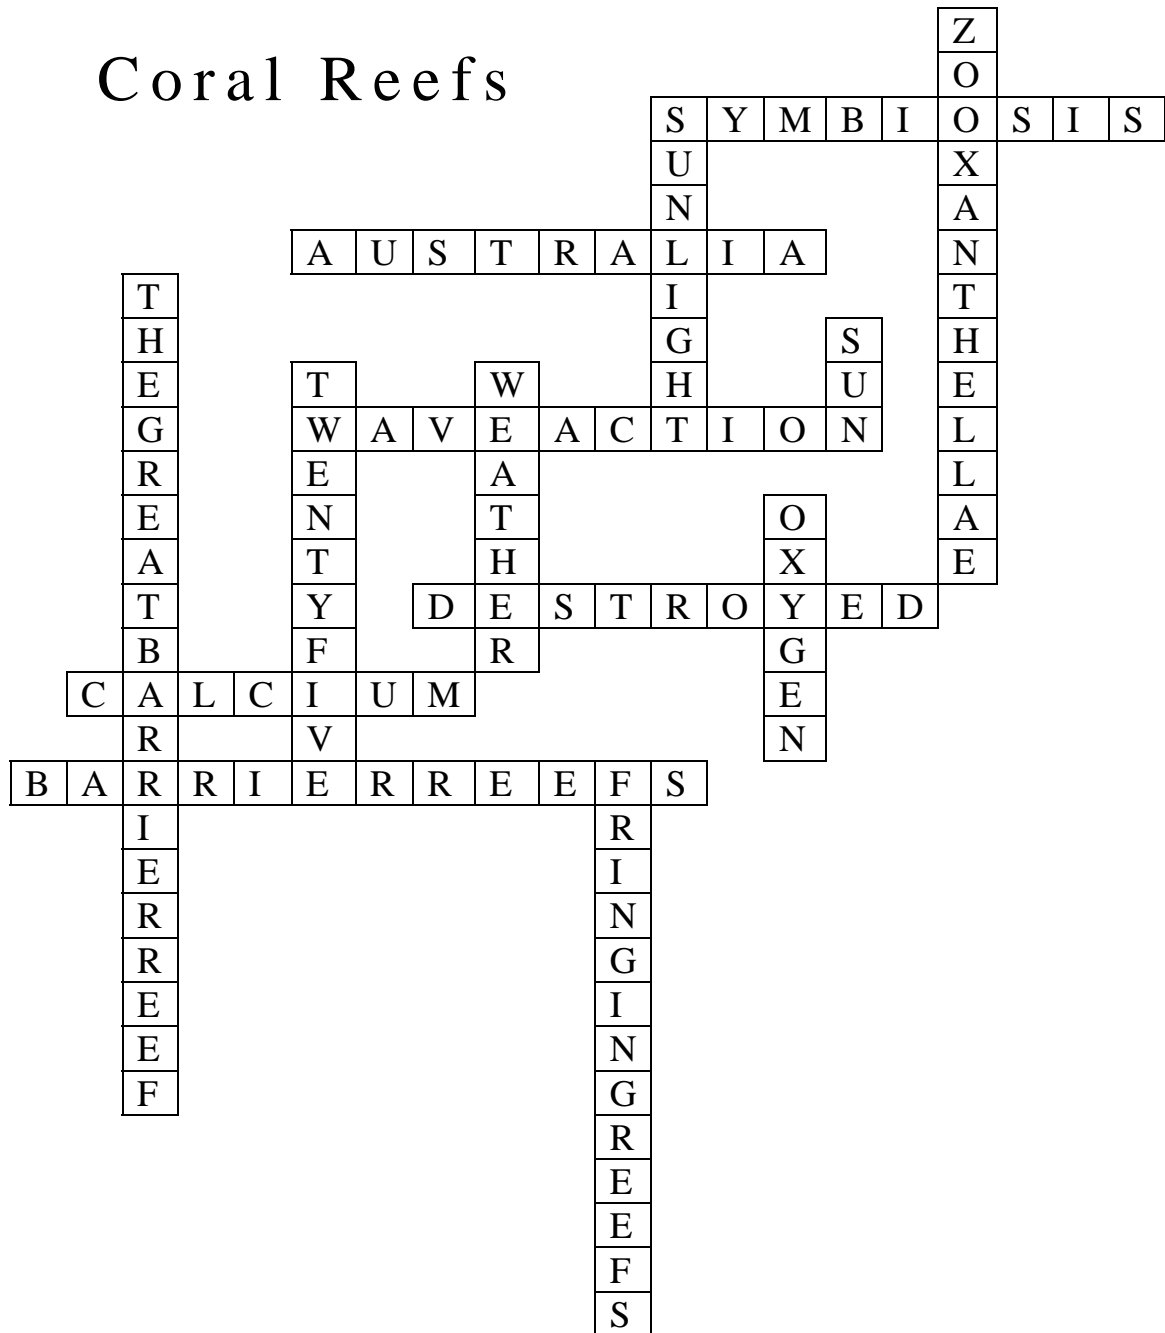 Coral Reefs
ZOOXANTHELLAE
SYMBIOSIS
SUNLIGHT
AUSTRALIA
THEGREATBARRIERREEF
SUN
TWENTYFIVE
WEATHER
WAVEACTION
OXYGEN
DESTROYED
CALCIUM
BARRIERREEFS
FRINGINGREEFS